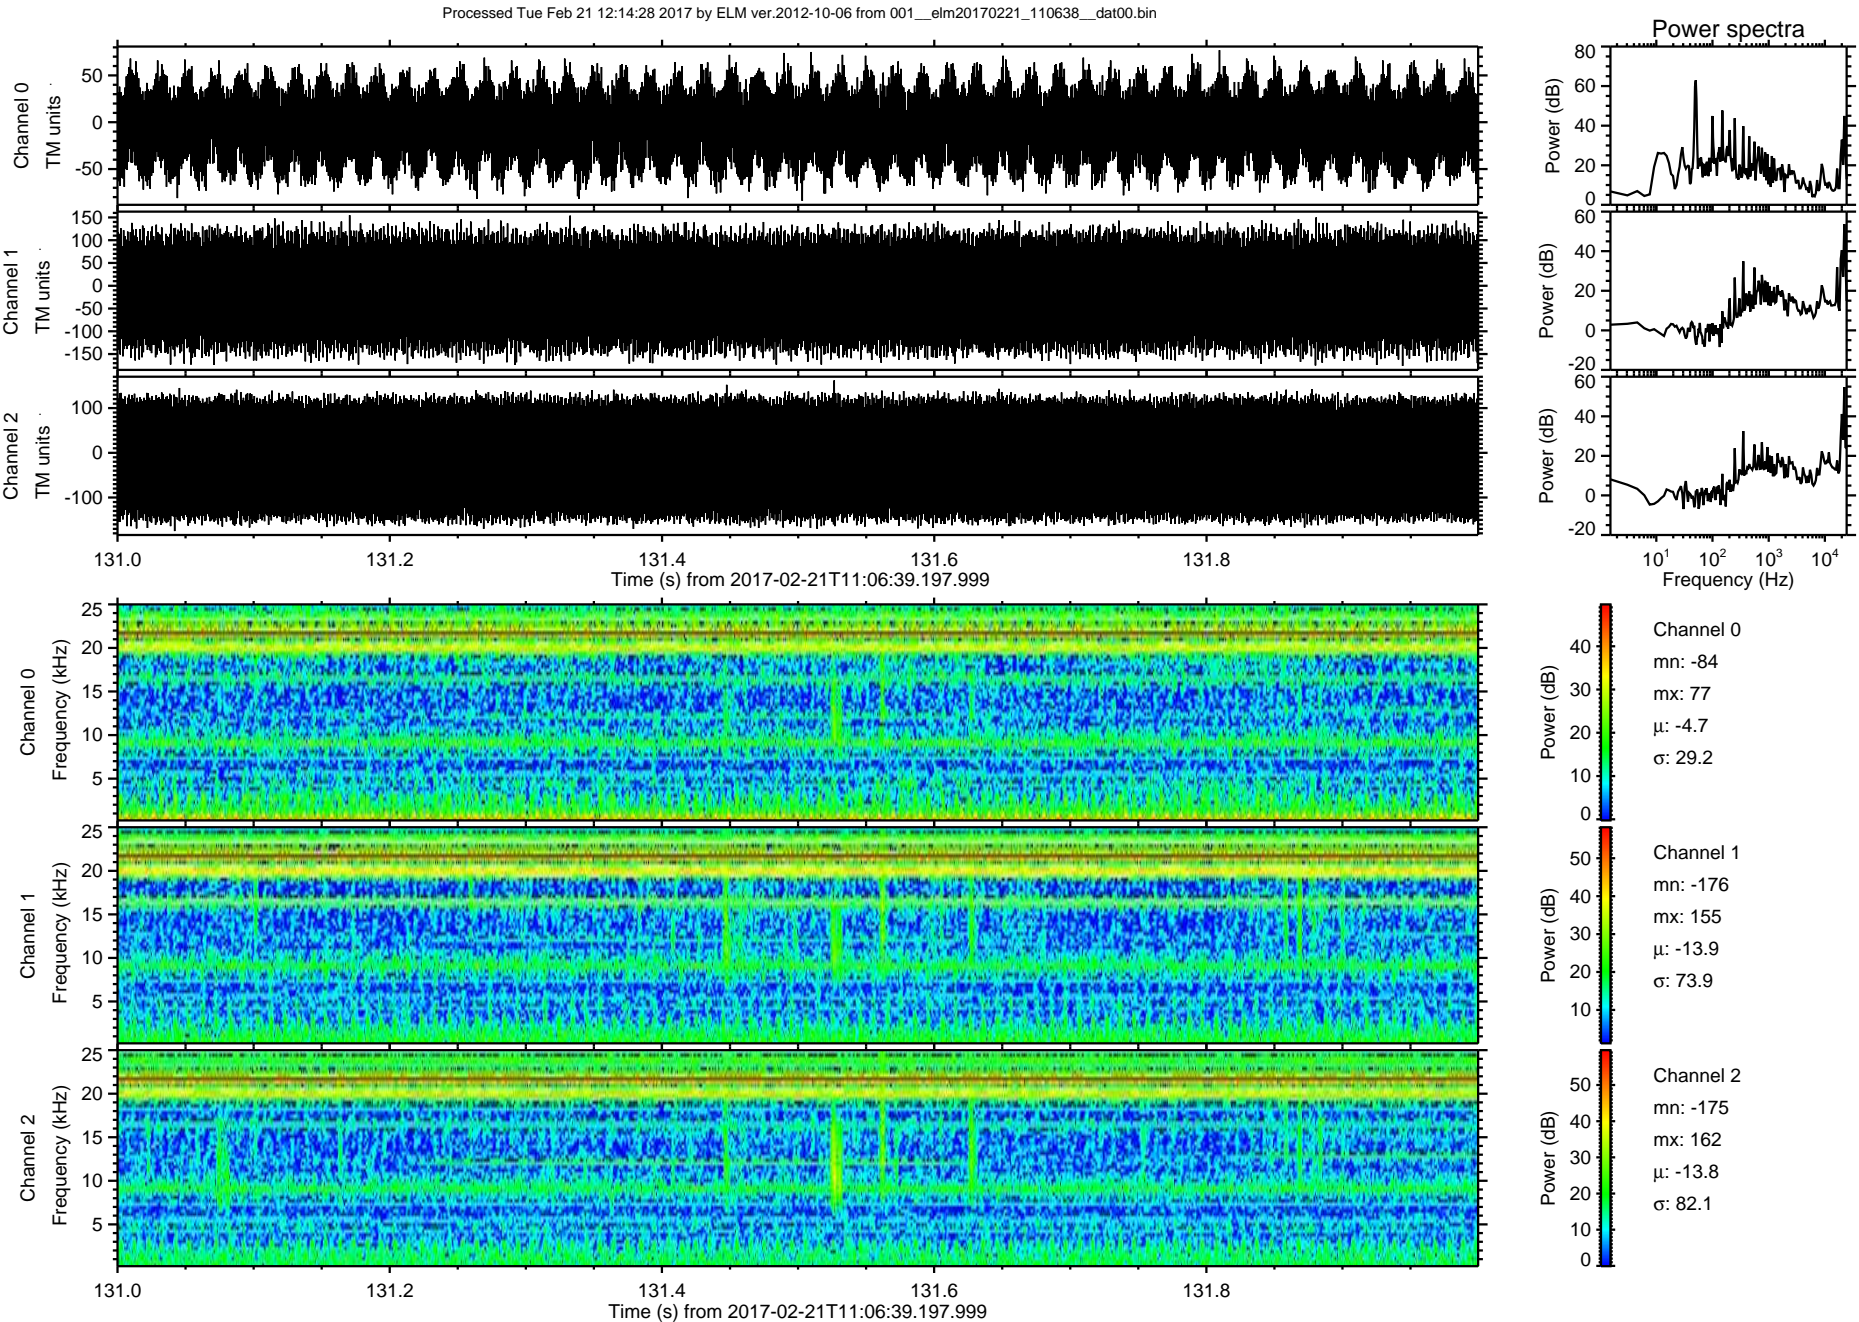 Processed Tue Feb 21 12:14:28 2017 by ELM ver.2012-10-06 from 001__elm20170221_110638__dat00.bin
Power spectra
Channel 0
TM units
50
0
-50
Power (dB)
80
60
40
20
0
Channel 1
TM units
150
100
50
0
-50
-100
-150
Power (dB)
60
40
20
0
-20
Channel 2
TM units
100
0
-100
Power (dB)
60
40
20
0
-20
131.0 131.2 131.4 131.6 131.8
Time (s) from 2017-02-21T11:06:39.197.999
10¹ 10² 10³ 10⁴
Frequency (Hz)
Channel 0
Frequency (kHz)
25
20
15
10
5
Power (dB)
40
30
20
10
0
Channel 0
mn: -84
mx: 77
μ: -4.7
σ: 29.2
Channel 1
Frequency (kHz)
25
20
15
10
5
Power (dB)
50
40
30
20
10
Channel 1
mn: -176
mx: 155
μ: -13.9
σ: 73.9
Channel 2
Frequency (kHz)
25
20
15
10
5
Power (dB)
50
40
30
20
10
0
Channel 2
mn: -175
mx: 162
μ: -13.8
σ: 82.1
131.0 131.2 131.4 131.6 131.8
Time (s) from 2017-02-21T11:06:39.197.999